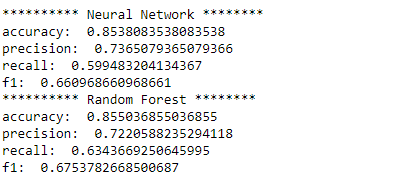 ********** Neural Network ********
accuracy:  0.8538083538083538
precision:  0.7365079365079366
recall:  0.599483204134367
f1:  0.660968660968661
********** Random Forest ********
accuracy:  0.855036855036855
precision:  0.7220588235294118
recall:  0.6343669250645995
f1:  0.6753782668500687